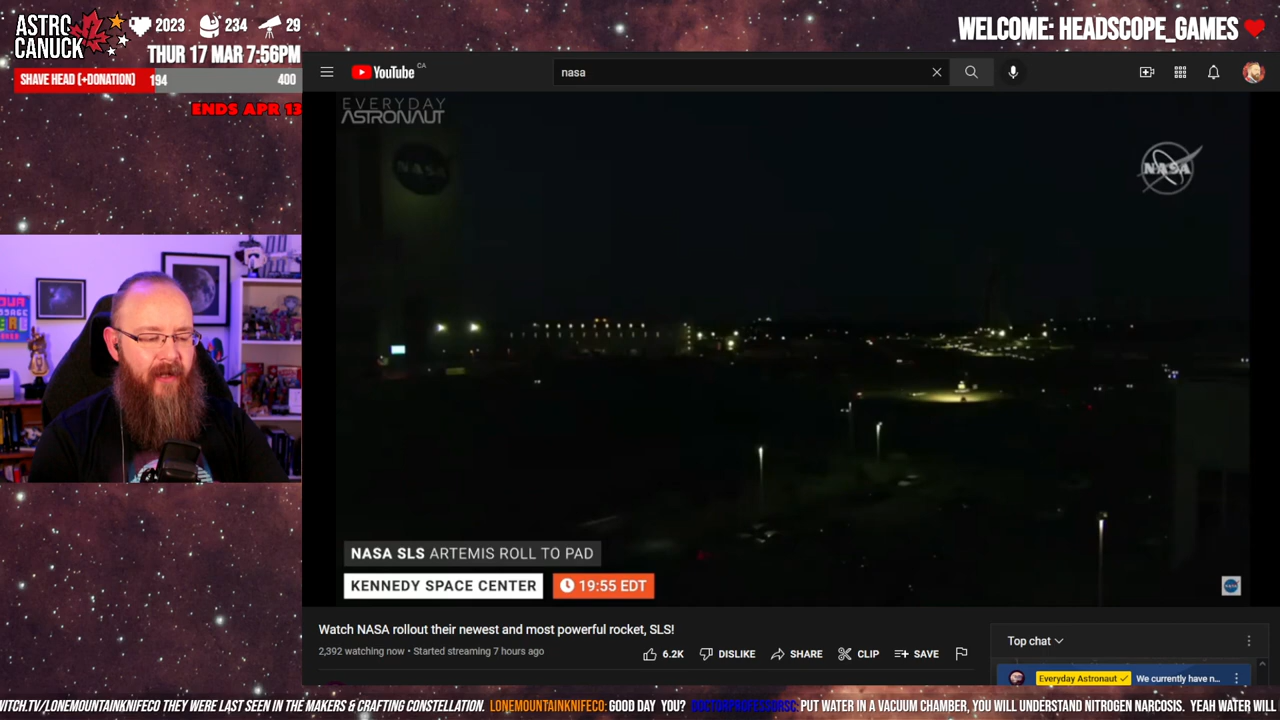 ASTRO
CANUCK
2023
234
29
THUR 17 MAR 7:56PM
SHAVE HEAD (+DONATION) 194 400
ENDS APR 13
WELCOME: HEADSCOPE_GAMES
YouTube CA
nasa
EVERYDAY
ASTRONAUT
NASA
NASA
NASA SLS ARTEMIS ROLL TO PAD
KENNEDY SPACE CENTER 19:55 EDT
Watch NASA rollout their newest and most powerful rocket, SLS!
2,392 watching now • Started streaming 7 hours ago
6.2K DISLIKE SHARE CLIP SAVE
Top chat
Everyday Astronaut We currently have n...
WITCH.TV/LONEMOUNTAINKNIFECO THEY WERE LAST SEEN IN THE MAKERS & CRAFTING CONSTELLATION. LONEMOUNTAINKNIFECO: GOOD DAY YOU? DOCTORPROFESSORSC: PUT WATER IN A VACUUM CHAMBER, YOU WILL UNDERSTAND NITROGEN NARCOSIS. YEAH WATER WILL